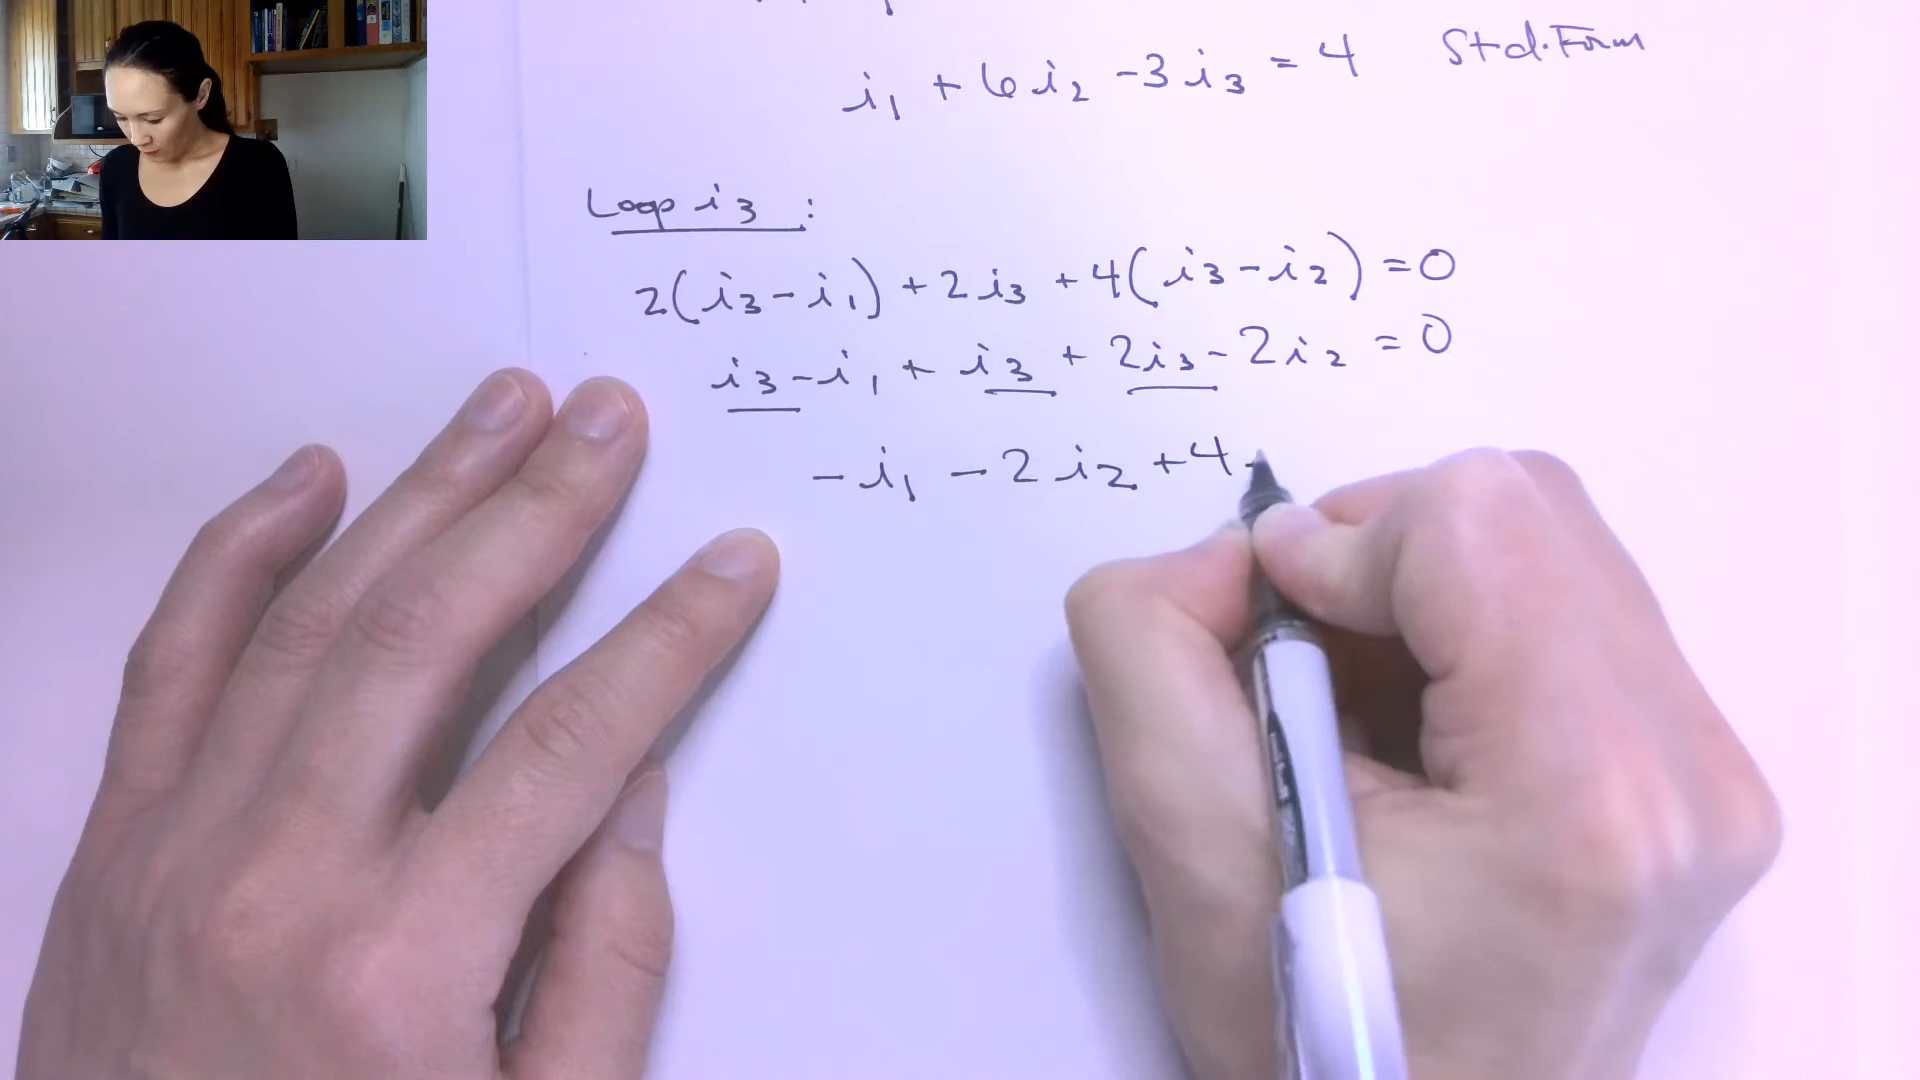 i₁ + 6i₂ - 3i₃ = 4 Std. Form
Loop i₃ :
2(i₃ - i₁) + 2i₃ + 4(i₃ - i₂) = 0
i₃ - i₁ + i₃ + 2i₃ - 2i₂ = 0
- i₁ - 2i₂ + 4